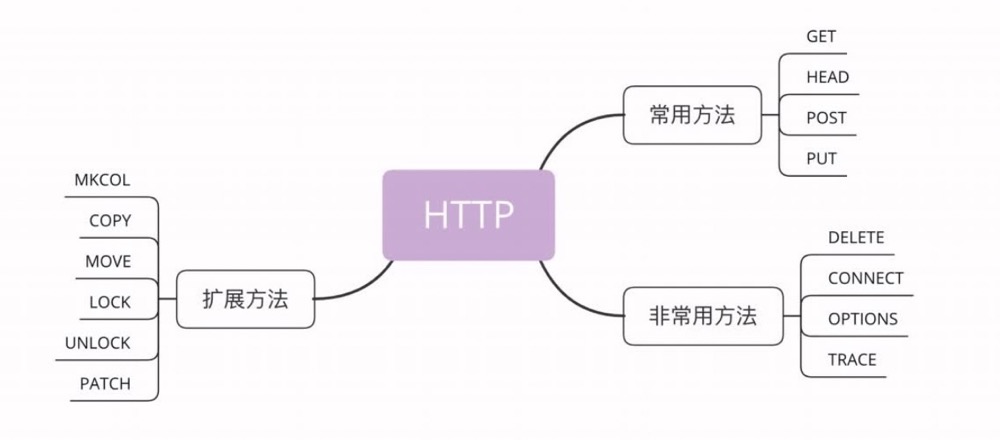 HTTP
常用方法
GET
HEAD
POST
PUT
非常用方法
DELETE
CONNECT
OPTIONS
TRACE
扩展方法
MKCOL
COPY
MOVE
LOCK
UNLOCK
PATCH